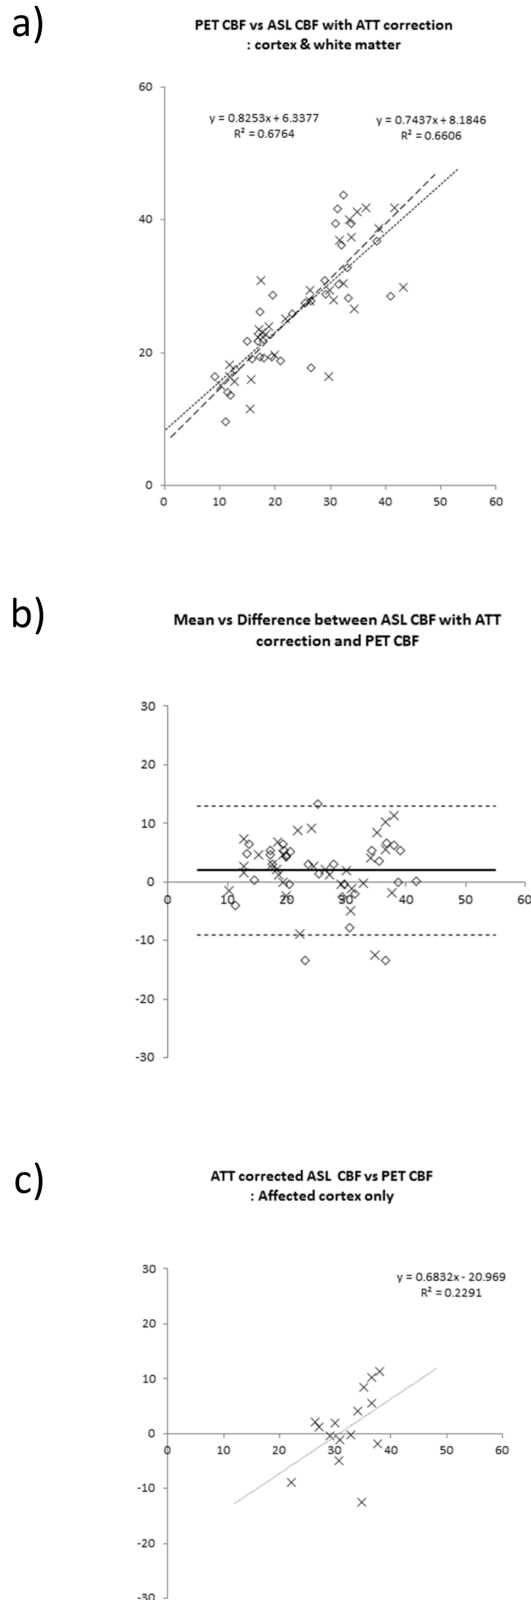 a)
PET CBF vs ASL CBF with ATT correction
: cortex & white matter
60
y = 0.8253x + 6.3377
R² = 0.6764
y = 0.7437x + 8.1846
R² = 0.6606
40
20
0
0 10 20 30 40 50 60
b)
Mean vs Difference between ASL CBF with ATT
correction and PET CBF
30
20
10
0
0 10 20 30 40 50 60
-10
-20
-30
c)
ATT corrected ASL CBF vs PET CBF
: Affected cortex only
30
y = 0.6832x - 20.969
R² = 0.2291
20
10
0
0 10 20 30 40 50 60
-10
-20
-30